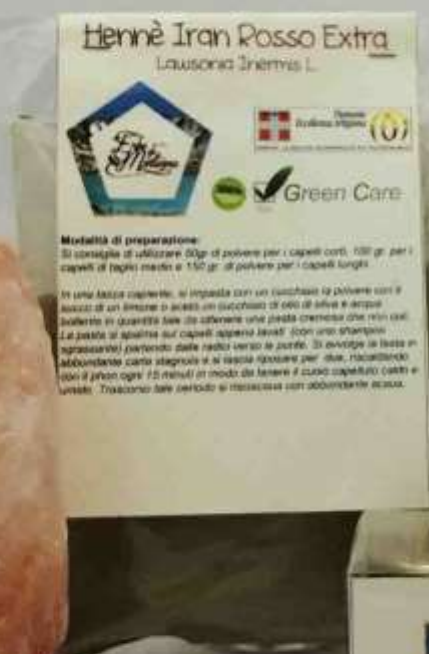 Hennè Iran Rosso Extra
Lawsonia Inermis L.
Piemonte
Eccellenza Artigiana
Green Care
Modalità di preparazione:
Si consiglia di utilizzare 50gr di polvere per i capelli corti, 100 gr. per i
capelli di taglio medio e 150 gr. di polvere per i capelli lunghi.
In una tazza capiente, si impasta con un cucchiaio la polvere con il
succo di un limone o aceto un cucchiaio di olio di oliva e acqua
bollente in quantità tale da ottenere una pasta cremosa che non coli.
La pasta si spalma sui capelli appena lavati (con uno shampoo
sgrassante) partendo dalle radici verso le punte. Si avvolge la testa in
abbondante carta stagnola e si lascia riposare per due, riscaldando
con il phon ogni 15 minuti in modo da tenere il cuoio capelluto caldo e
umido. Trascorso tale periodo si risciacqua con abbondante acqua.